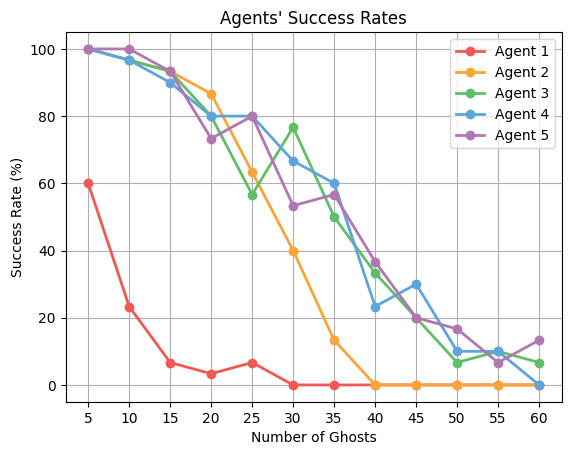 Agents' Success Rates
Success Rate (%)
100
80
60
40
20
0
Agent 1
Agent 2
Agent 3
Agent 4
Agent 5
5 10 15 20 25 30 35 40 45 50 55 60
Number of Ghosts